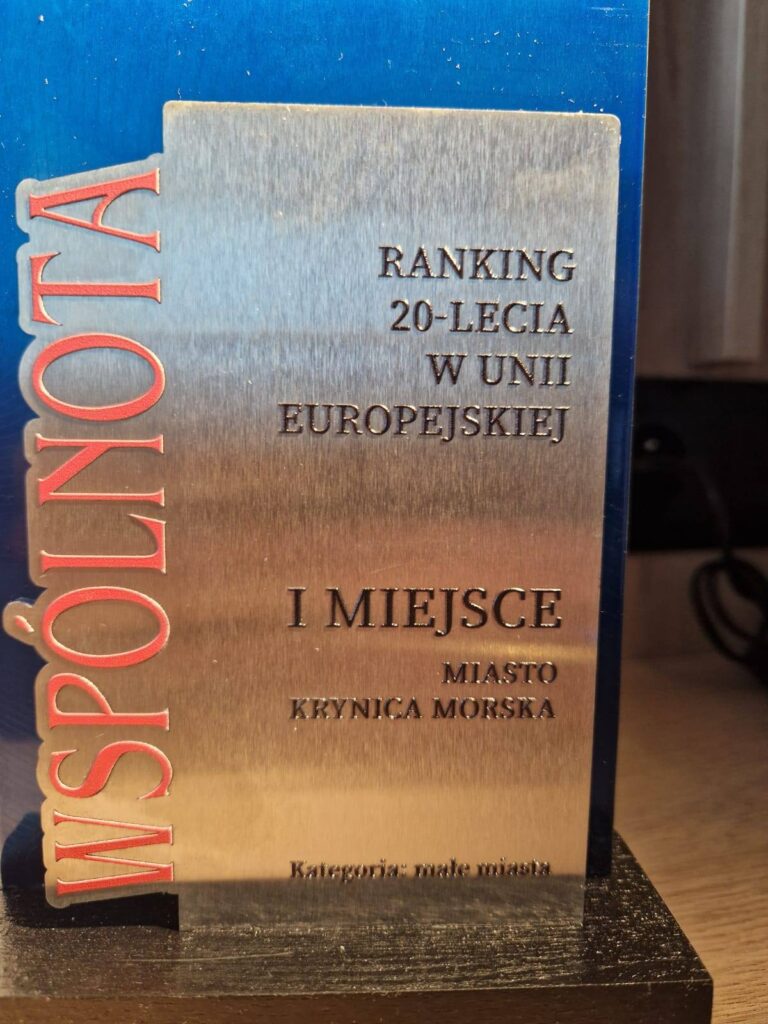 WSPÓLNOTA
RANKING
20-LECIA
W UNII
EUROPEJSKIEJ
I MIEJSCE
MIASTO
KRYNICA MORSKA
Kategoria: małe miasta